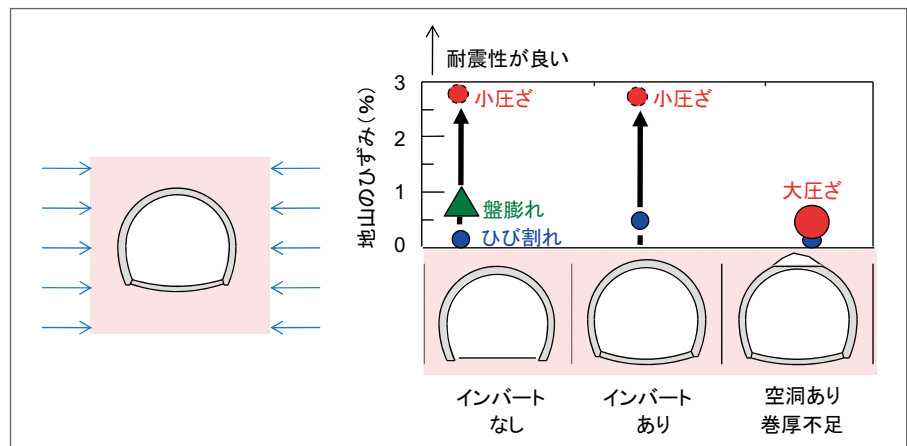 耐震性が良い
地山のひずみ(%)
3
2
1
0
小圧ざ
小圧ざ
大圧ざ
盤膨れ
ひび割れ
インバート
なし
インバート
あり
空洞あり
巻厚不足